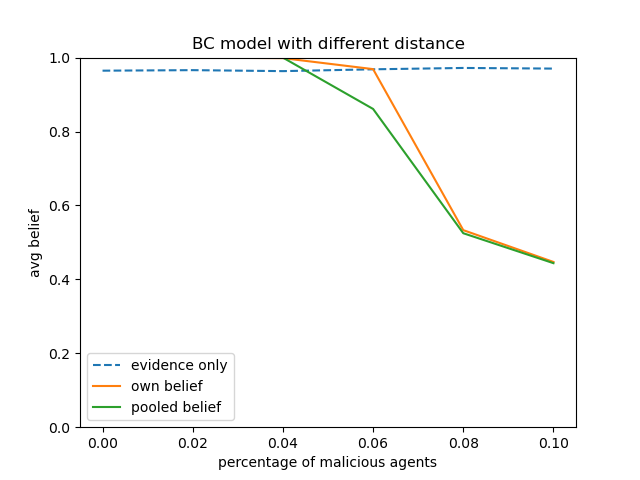 BC model with different distance
avg belief
1.0
0.8
0.6
0.4
0.2
0.0
evidence only
own belief
pooled belief
0.00 0.02 0.04 0.06 0.08 0.10
percentage of malicious agents